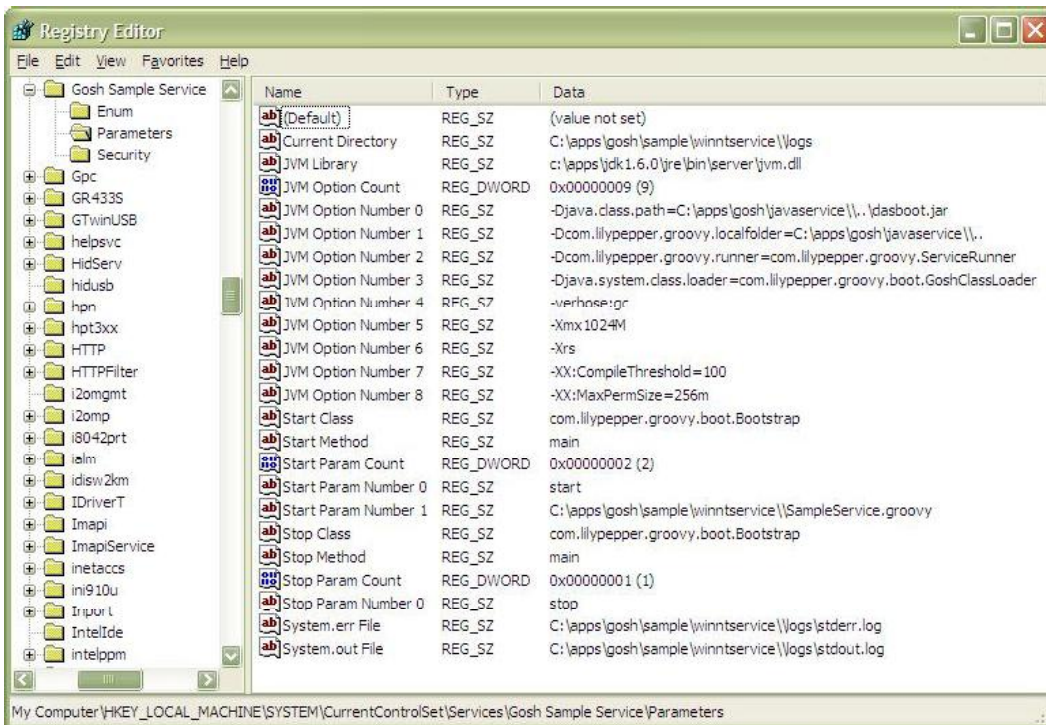 Registry Editor
File Edit View Favorites Help
Gosh Sample Service
Enum
Parameters
Security
Gpc
GR433S
GTwinUSB
helpsvc
HidServ
hidusb
hpn
hpt3xx
HTTP
HTTPFilter
i2omgmt
i2omp
i8042prt
ialm
idisw2km
IDriverT
Imapi
ImapiService
inetaccs
ini910u
Inport
IntelIde
intelppm
Name Type Data
(Default) REG_SZ (value not set)
Current Directory REG_SZ C:\apps\gosh\sample\winntservice\\logs
JVM Library REG_SZ c:\apps\jdk1.6.0\jre\bin\server\jvm.dll
JVM Option Count REG_DWORD 0x00000009 (9)
JVM Option Number 0 REG_SZ -Djava.class.path=C:\apps\gosh\javaservice\\..\dasboot.jar
JVM Option Number 1 REG_SZ -Dcom.lilypepper.groovy.localfolder=C:\apps\gosh\javaservice\\..
JVM Option Number 2 REG_SZ -Dcom.lilypepper.groovy.runner=com.lilypepper.groovy.ServiceRunner
JVM Option Number 3 REG_SZ -Djava.system.class.loader=com.lilypepper.groovy.boot.GoshClassLoader
JVM Option Number 4 REG_SZ -verbose:gc
JVM Option Number 5 REG_SZ -Xmx1024M
JVM Option Number 6 REG_SZ -Xrs
JVM Option Number 7 REG_SZ -XX:CompileThreshold=100
JVM Option Number 8 REG_SZ -XX:MaxPermSize=256m
Start Class REG_SZ com.lilypepper.groovy.boot.Bootstrap
Start Method REG_SZ main
Start Param Count REG_DWORD 0x00000002 (2)
Start Param Number 0 REG_SZ start
Start Param Number 1 REG_SZ C:\apps\gosh\sample\winntservice\\SampleService.groovy
Stop Class REG_SZ com.lilypepper.groovy.boot.Bootstrap
Stop Method REG_SZ main
Stop Param Count REG_DWORD 0x00000001 (1)
Stop Param Number 0 REG_SZ stop
System.err File REG_SZ C:\apps\gosh\sample\winntservice\\logs\stderr.log
System.out File REG_SZ C:\apps\gosh\sample\winntservice\\logs\stdout.log
My Computer\HKEY_LOCAL_MACHINE\SYSTEM\CurrentControlSet\Services\Gosh Sample Service\Parameters